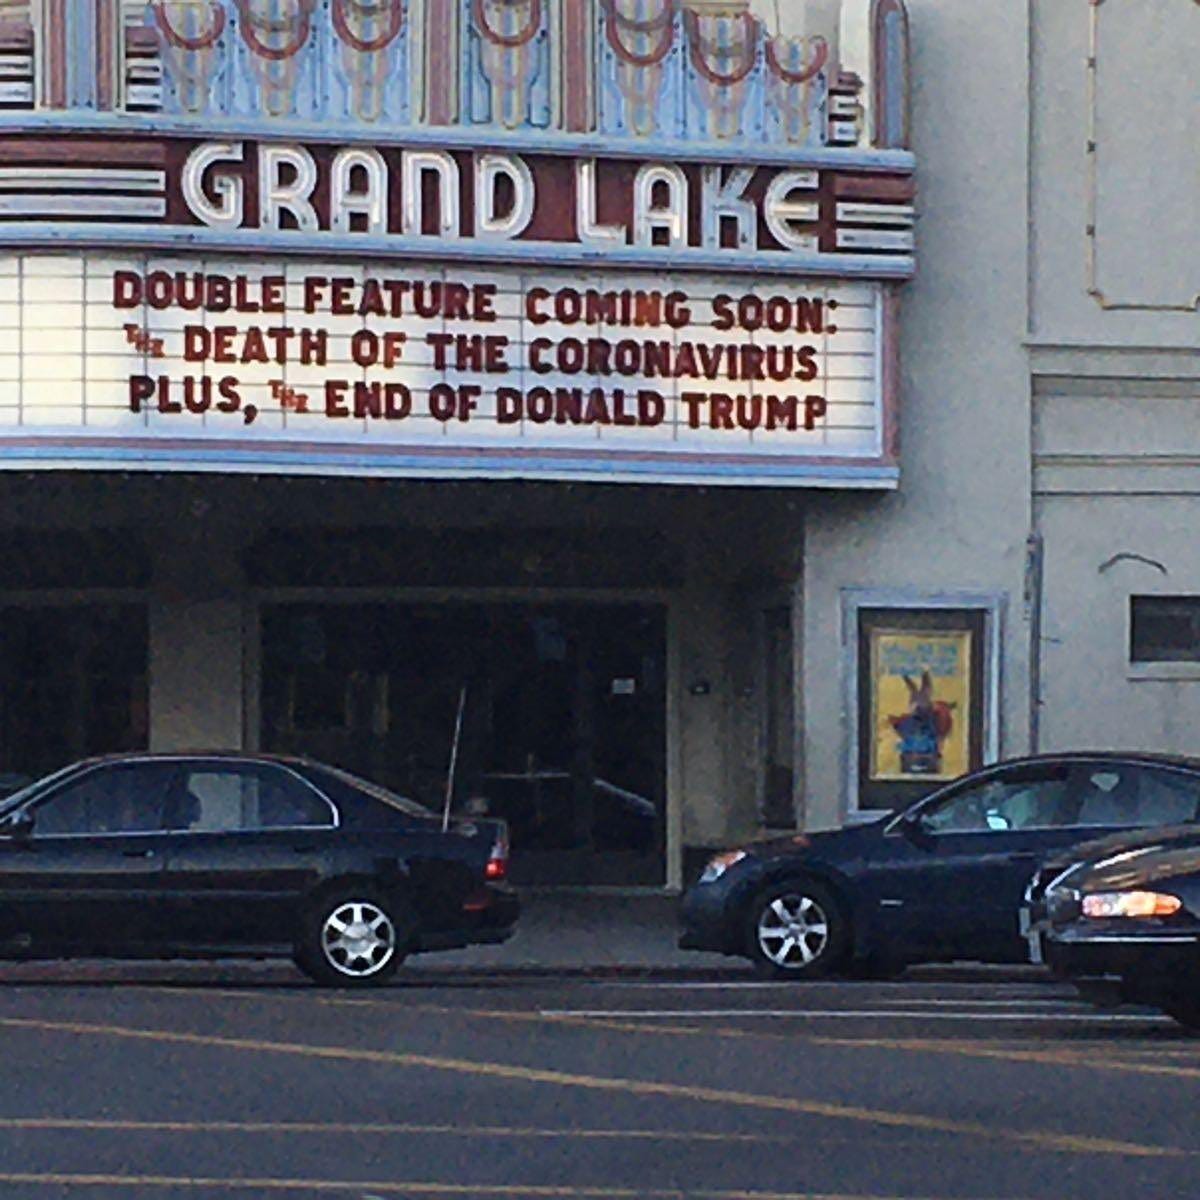 GRAND LAKE
DOUBLE FEATURE COMING SOON:
THE DEATH OF THE CORONAVIRUS
PLUS, THE END OF DONALD TRUMP